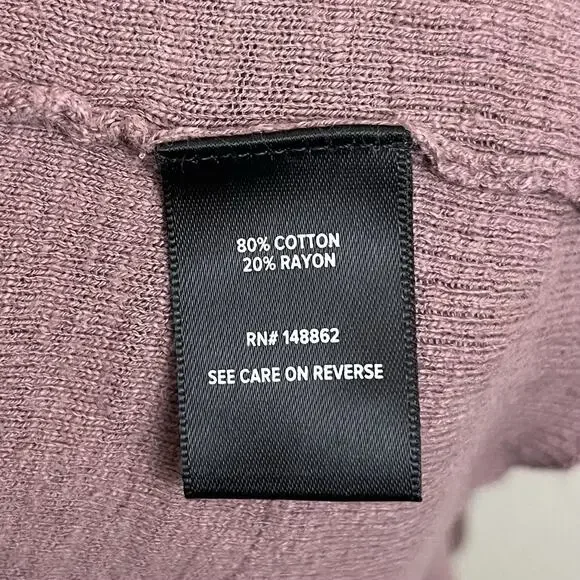 80% COTTON
20% RAYON
RN# 148862
SEE CARE ON REVERSE